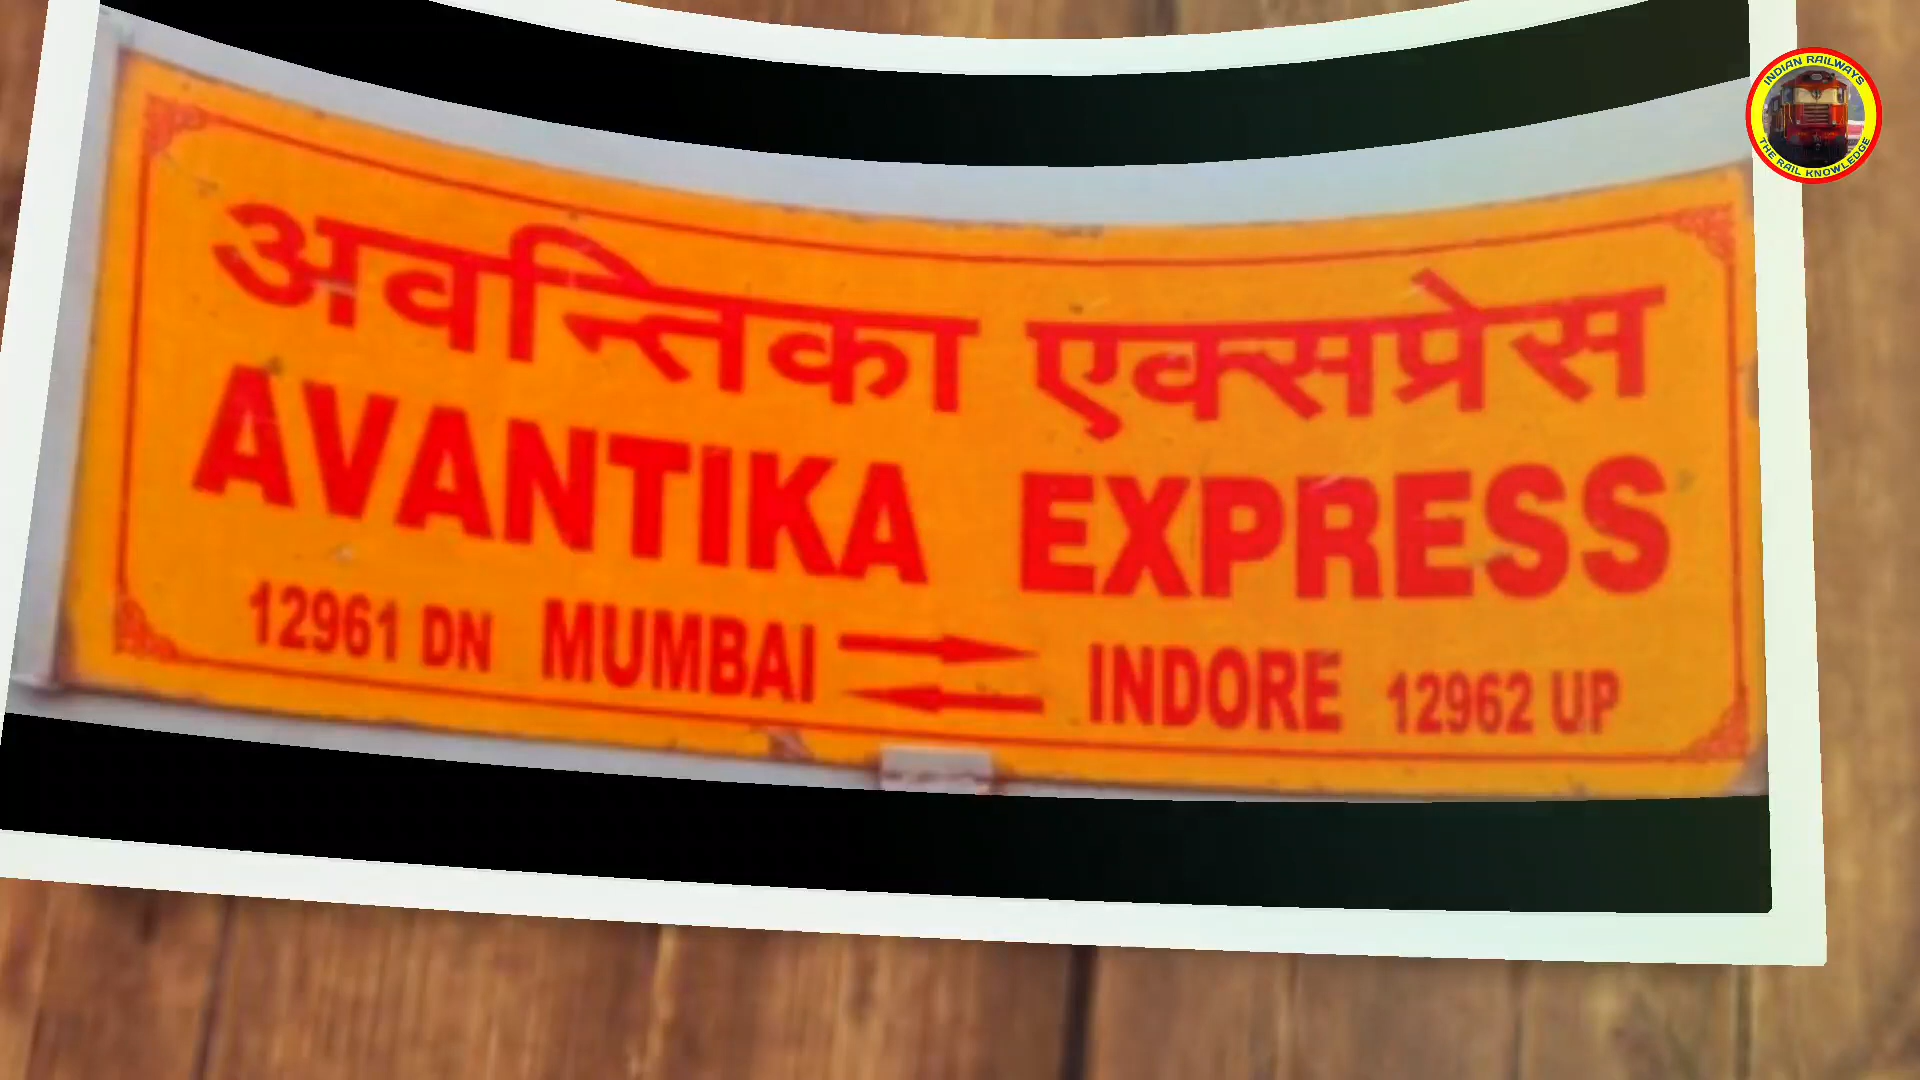 अवन्तिका एक्सप्रेस
AVANTIKA EXPRESS
12961 DN MUMBAI INDORE 12962 UP
INDIAN RAILWAYS
THE RAIL KNOWLEDGE